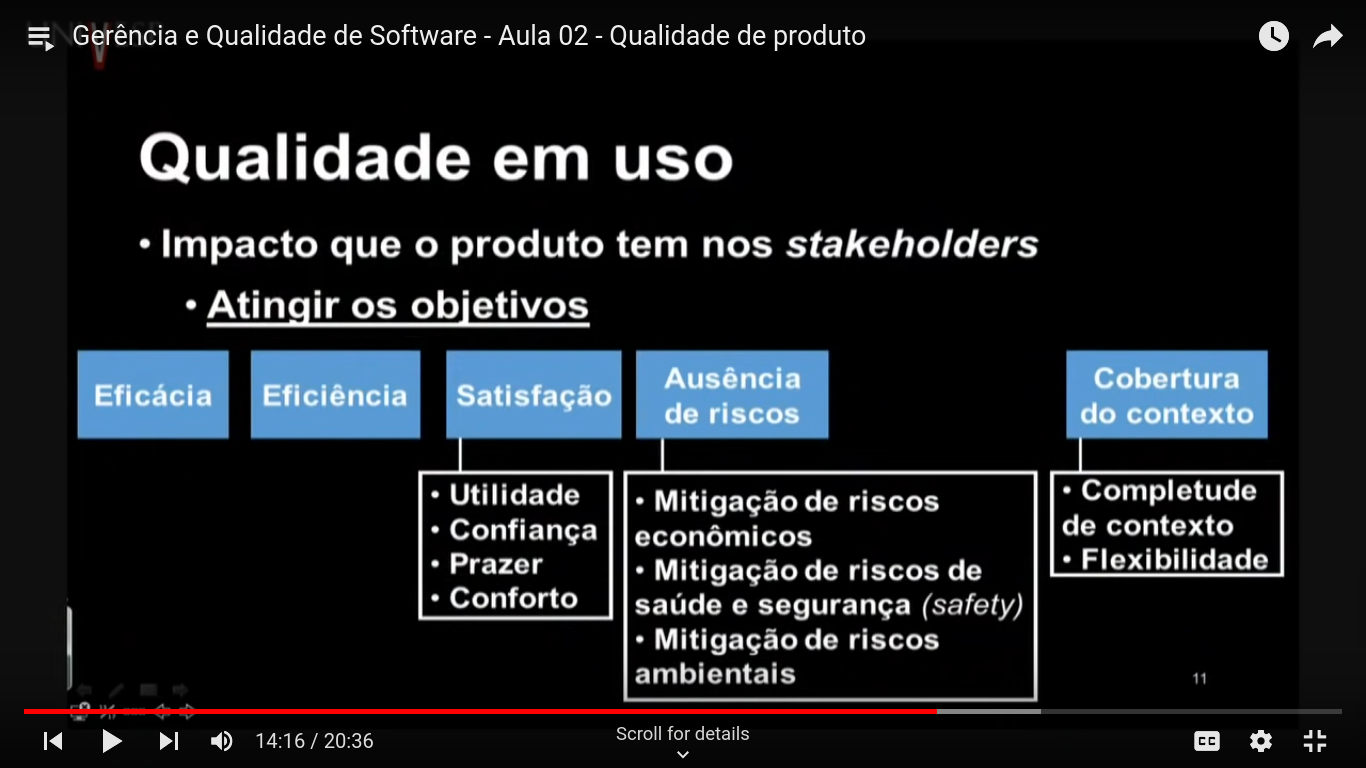 Gerência e Qualidade de Software - Aula 02 - Qualidade de produto
Qualidade em uso
• Impacto que o produto tem nos stakeholders
• Atingir os objetivos
Eficácia
Eficiência
Satisfação
• Utilidade
• Confiança
• Prazer
• Conforto
Ausência
de riscos
• Mitigação de riscos
econômicos
• Mitigação de riscos de
saúde e segurança (safety)
• Mitigação de riscos
ambientais
Cobertura
do contexto
• Completude
de contexto
• Flexibilidade
11
14:16 / 20:36
Scroll for details
CC